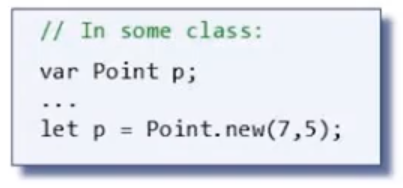 // In some class:
var Point p;
...
let p = Point.new(7,5);